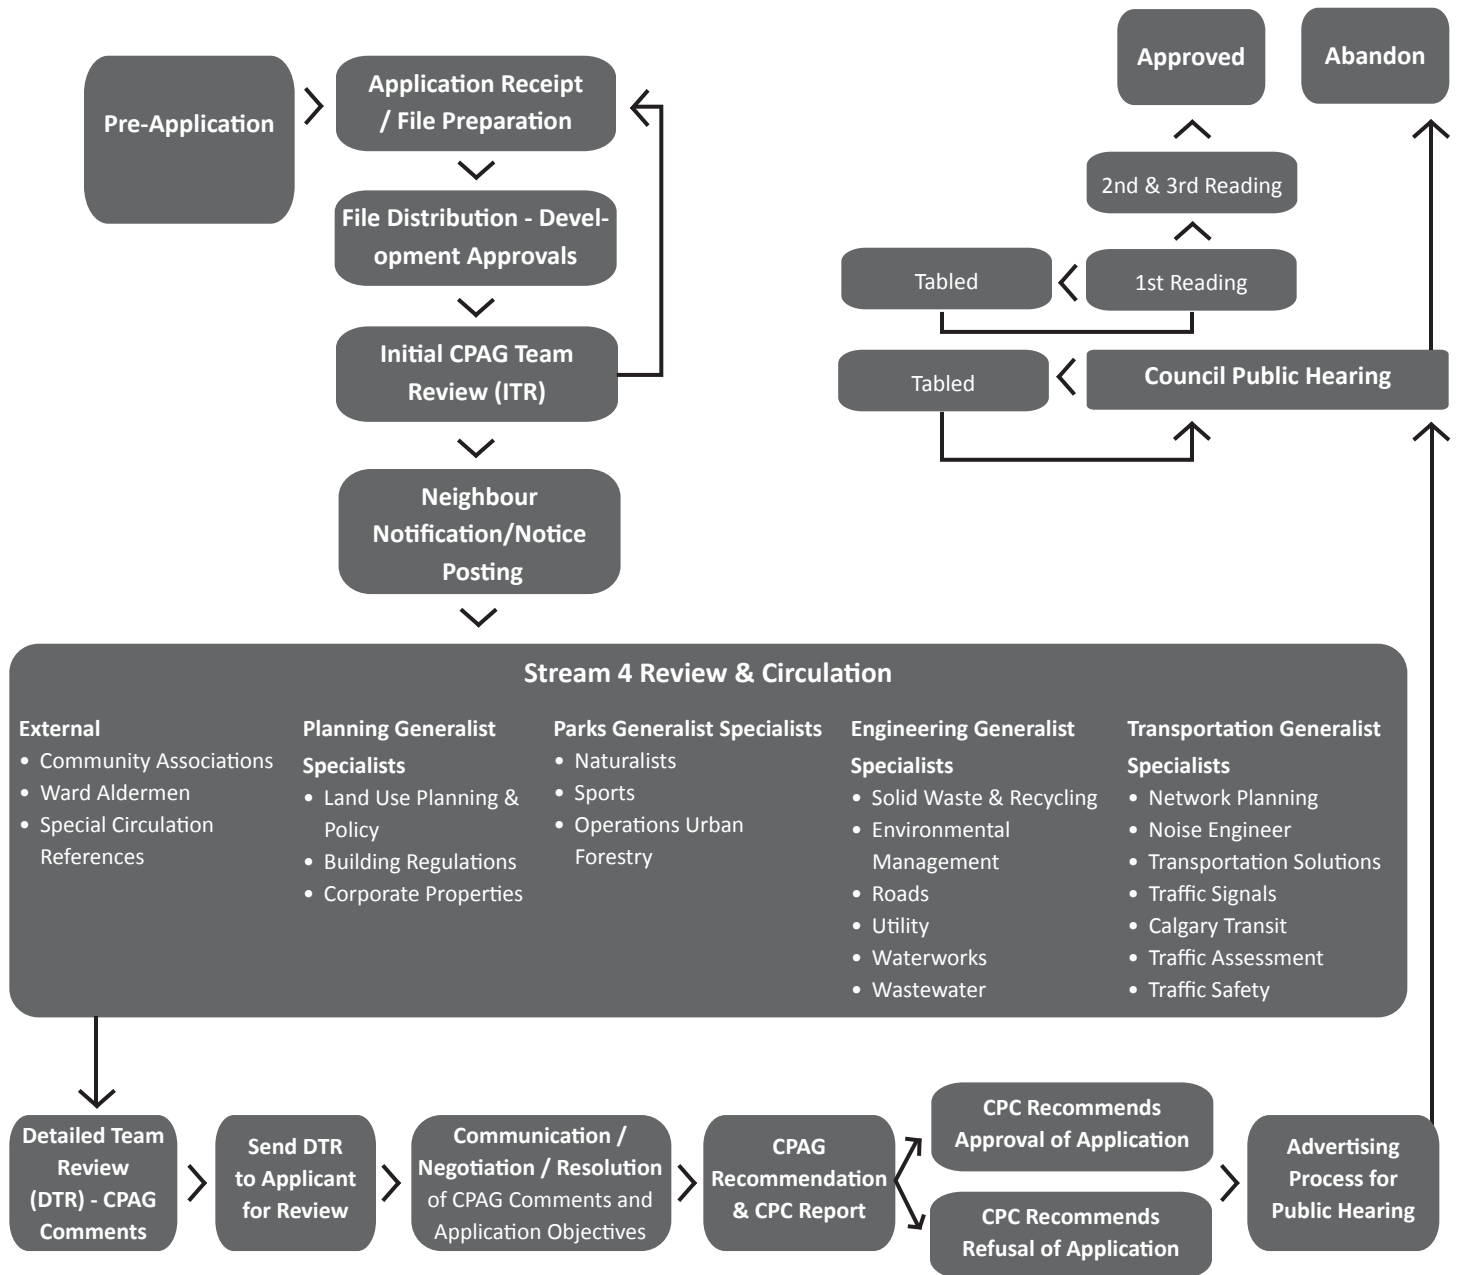 Pre-Application
Application Receipt
/ File Preparation
File Distribution - Devel-
opment Approvals
Initial CPAG Team
Review (ITR)
Neighbour
Notification/Notice
Posting
Approved
Abandon
2nd & 3rd Reading
Tabled
1st Reading
Tabled
Council Public Hearing
Stream 4 Review & Circulation
External
• Community Associations
• Ward Aldermen
• Special Circulation
References
Planning Generalist
Specialists
• Land Use Planning &
Policy
• Building Regulations
• Corporate Properties
Parks Generalist Specialists
• Naturalists
• Sports
• Operations Urban
Forestry
Engineering Generalist
Specialists
• Solid Waste & Recycling
• Environmental
Management
• Roads
• Utility
• Waterworks
• Wastewater
Transportation Generalist
Specialists
• Network Planning
• Noise Engineer
• Transportation Solutions
• Traffic Signals
• Calgary Transit
• Traffic Assessment
• Traffic Safety
Detailed Team
Review
(DTR) - CPAG
Comments
Send DTR
to Applicant
for Review
Communication /
Negotiation / Resolution
of CPAG Comments and
Application Objectives
CPAG
Recommendation
& CPC Report
CPC Recommends
Approval of Application
CPC Recommends
Refusal of Application
Advertising
Process for
Public Hearing